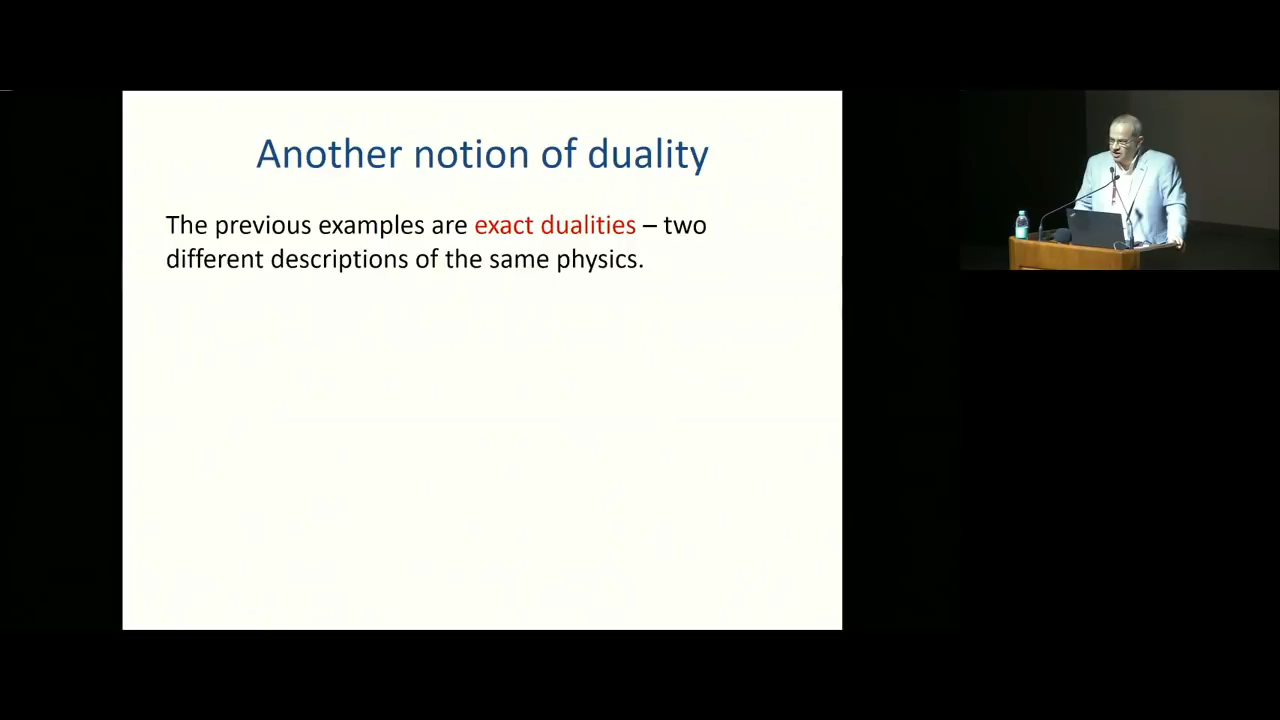 Another notion of duality
The previous examples are exact dualities – two
different descriptions of the same physics.